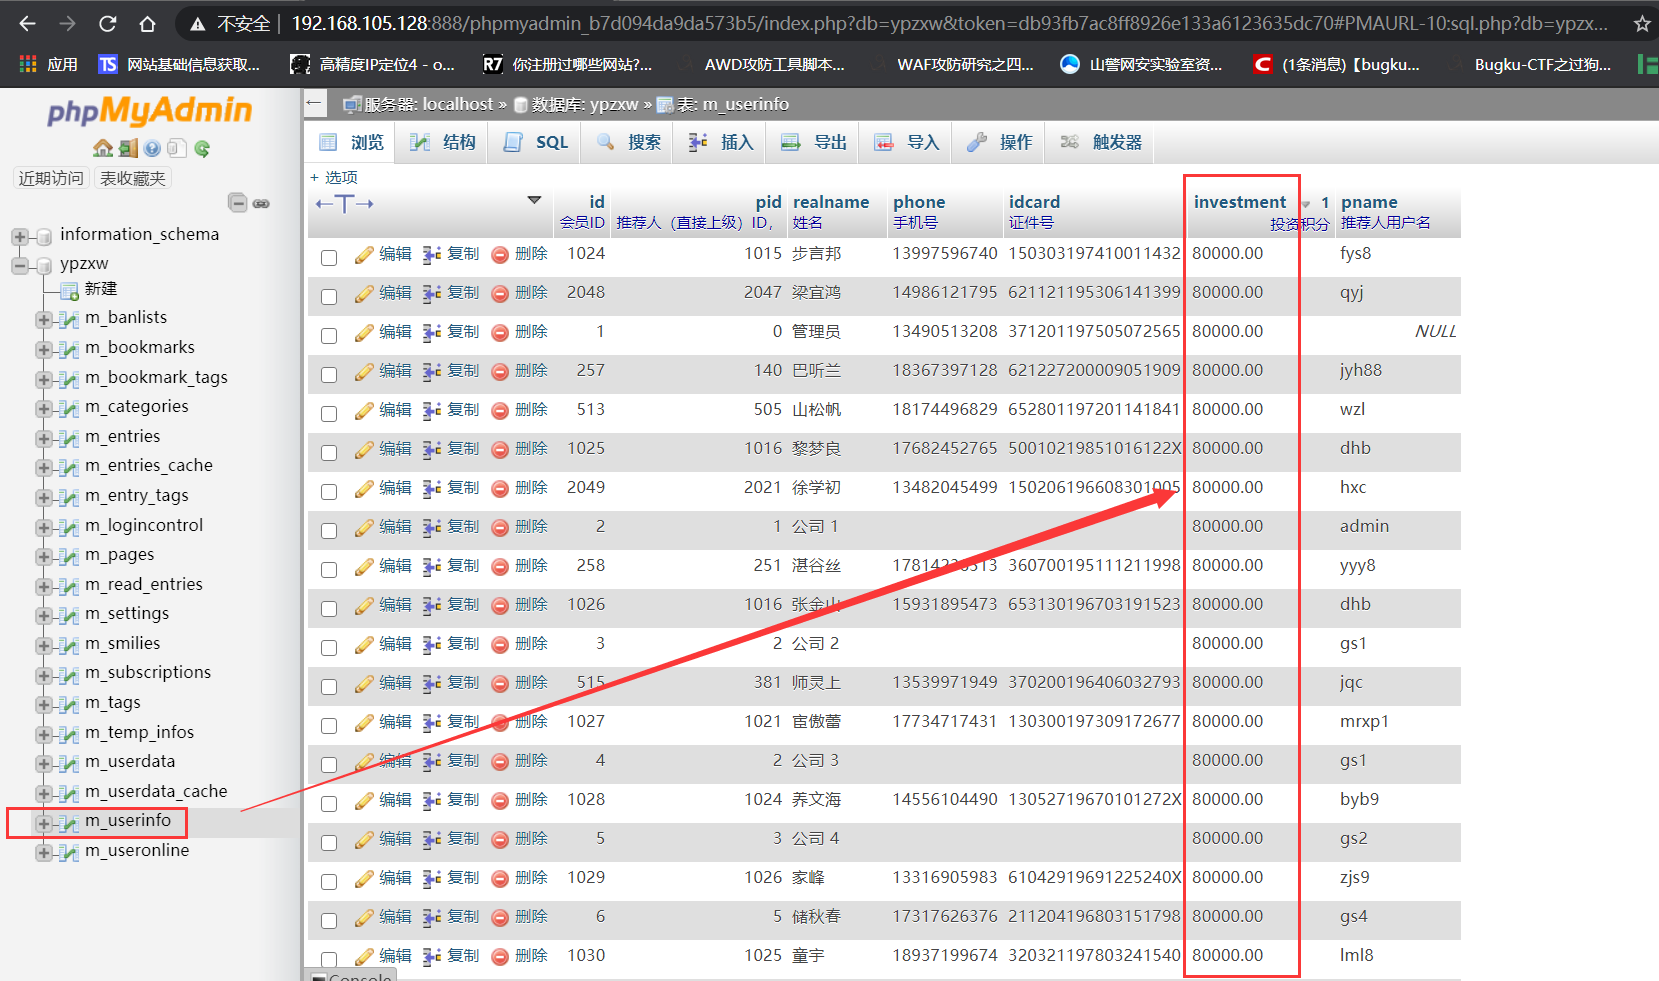 不安全 | 192.168.105.128:888/phpmyadmin_b7d094da9da573b5/index.php?db=ypzxw&token=db93fb7ac8ff8926e133a6123635dc70#PMAURL-10:sql.php?db=ypzx...
应用 TS 网站基础信息获取... 高精度IP定位4 - o... R7 你注册过哪些网站?... AWD攻防工具脚本... WAF攻防研究之四... 山警网安实验室资... C (1条消息)【bugku... Bugku-CTF之过狗...
phpMyAdmin
近期访问 表收藏夹
information_schema
ypzxw
新建
m_banlists
m_bookmarks
m_bookmark_tags
m_categories
m_entries
m_entries_cache
m_entry_tags
m_logincontrol
m_pages
m_read_entries
m_settings
m_smilies
m_subscriptions
m_tags
m_temp_infos
m_userdata
m_userdata_cache
m_userinfo
m_useronline
服务器: localhost » 数据库: ypzxw » 表: m_userinfo
浏览 结构 SQL 搜索 插入 导出 导入 操作 触发器
+ 选项
←T→ id pid realname phone idcard investment 1 pname
会员ID 推荐人（直接上级）ID， 姓名 手机号 证件号 投资积分 推荐人用户名
编辑 复制 删除 1024 1015 步言邦 13997596740 150303197410011432 80000.00 fys8
编辑 复制 删除 2048 2047 梁宜鸿 14986121795 621121195306141399 80000.00 qyj
编辑 复制 删除 1 0 管理员 13490513208 371201197505072565 80000.00 NULL
编辑 复制 删除 257 140 巴听兰 18367397128 621227200009051909 80000.00 jyh88
编辑 复制 删除 513 505 山松帆 18174496829 652801197201141841 80000.00 wzl
编辑 复制 删除 1025 1016 黎梦良 17682452765 50010219851016122X 80000.00 dhb
编辑 复制 删除 2049 2021 徐学初 13482045499 150206196608301005 80000.00 hxc
编辑 复制 删除 2 1 公司 1 80000.00 admin
编辑 复制 删除 258 251 湛谷丝 360700195111211998 80000.00 yyy8
编辑 复制 删除 1026 1016 张金山 15931895473 653130196703191523 80000.00 dhb
编辑 复制 删除 3 2 公司 2 80000.00 gs1
编辑 复制 删除 515 381 师灵上 13539971949 370200196406032793 80000.00 jqc
编辑 复制 删除 1027 1021 宦傲蕾 17734717431 130300197309172677 80000.00 mrxp1
编辑 复制 删除 4 2 公司 3 80000.00 gs1
编辑 复制 删除 1028 1024 养文海 14556104490 13052719670101272X 80000.00 byb9
编辑 复制 删除 5 3 公司 4 80000.00 gs2
编辑 复制 删除 1029 1026 家峰 13316905983 61042919691225240X 80000.00 zjs9
编辑 复制 删除 6 5 储秋春 17317626376 211204196803151798 80000.00 gs4
编辑 复制 删除 1030 1025 童宇 18937199674 320321197803241540 80000.00 lml8
Console